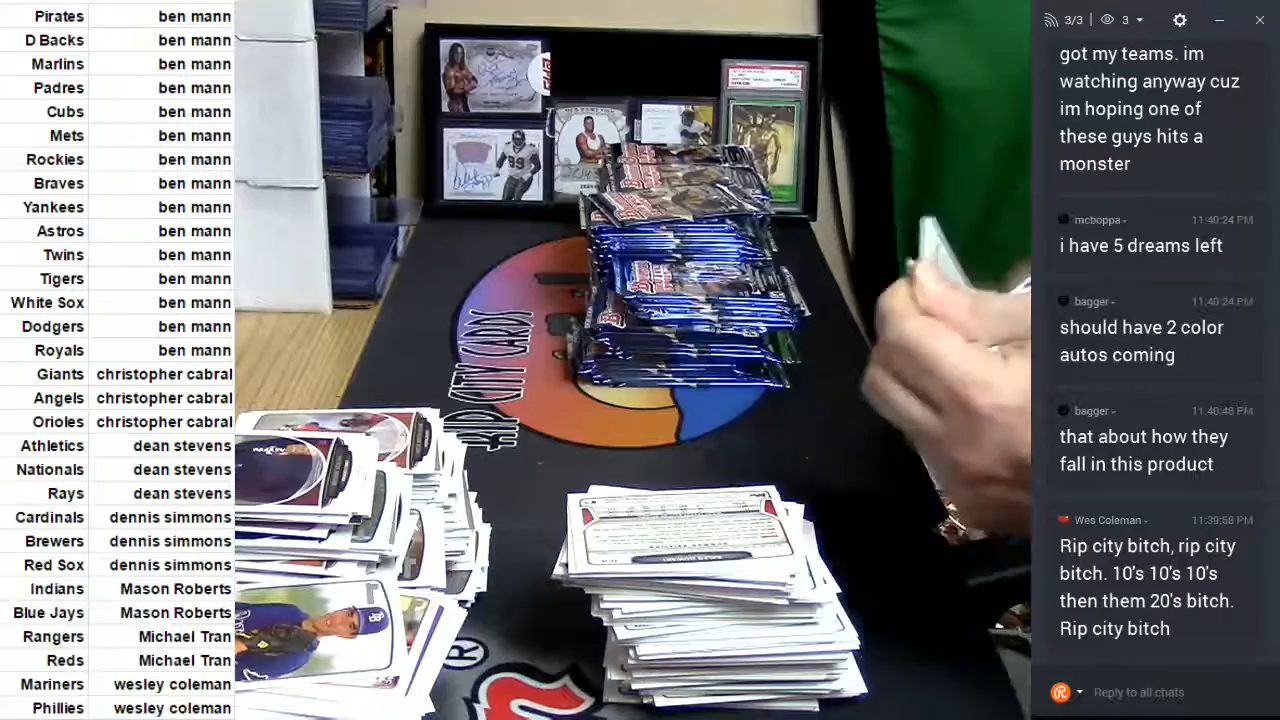 Pirates ben mann
D Backs ben mann
Marlins ben mann
Padres ben mann
Cubs ben mann
Mets ben mann
Rockies ben mann
Braves ben mann
Yankees ben mann
Astros ben mann
Twins ben mann
Tigers ben mann
White Sox ben mann
Dodgers ben mann
Royals ben mann
Giants christopher cabral
Angels christopher cabral
Orioles christopher cabral
Athletics dean stevens
Nationals dean stevens
Rays dean stevens
Cardinals dennis simmons
Brewers dennis simmons
Red Sox dennis simmons
Indians Mason Roberts
Blue Jays Mason Roberts
Rangers Michael Tran
Reds Michael Tran
Mariners wesley coleman
Phillies wesley coleman
RIP CITY CARDS
99
®
3/3 3
got my teams. im
watching anyway cuz
im hoping one of
these guys hits a
monster
mcboppa 11:40:24 PM
i have 5 dreams left
bagger 11:40:24 PM
should have 2 color
autos coming
bagger 11:40:48 PM
that about how they
fall in this product
Wes Coleman 11:39:58 PM
Rip city bitch, rip city
bitch. 10's 10's 10's
then them 20's bitch.
Rip city bitch
Reply to all chats